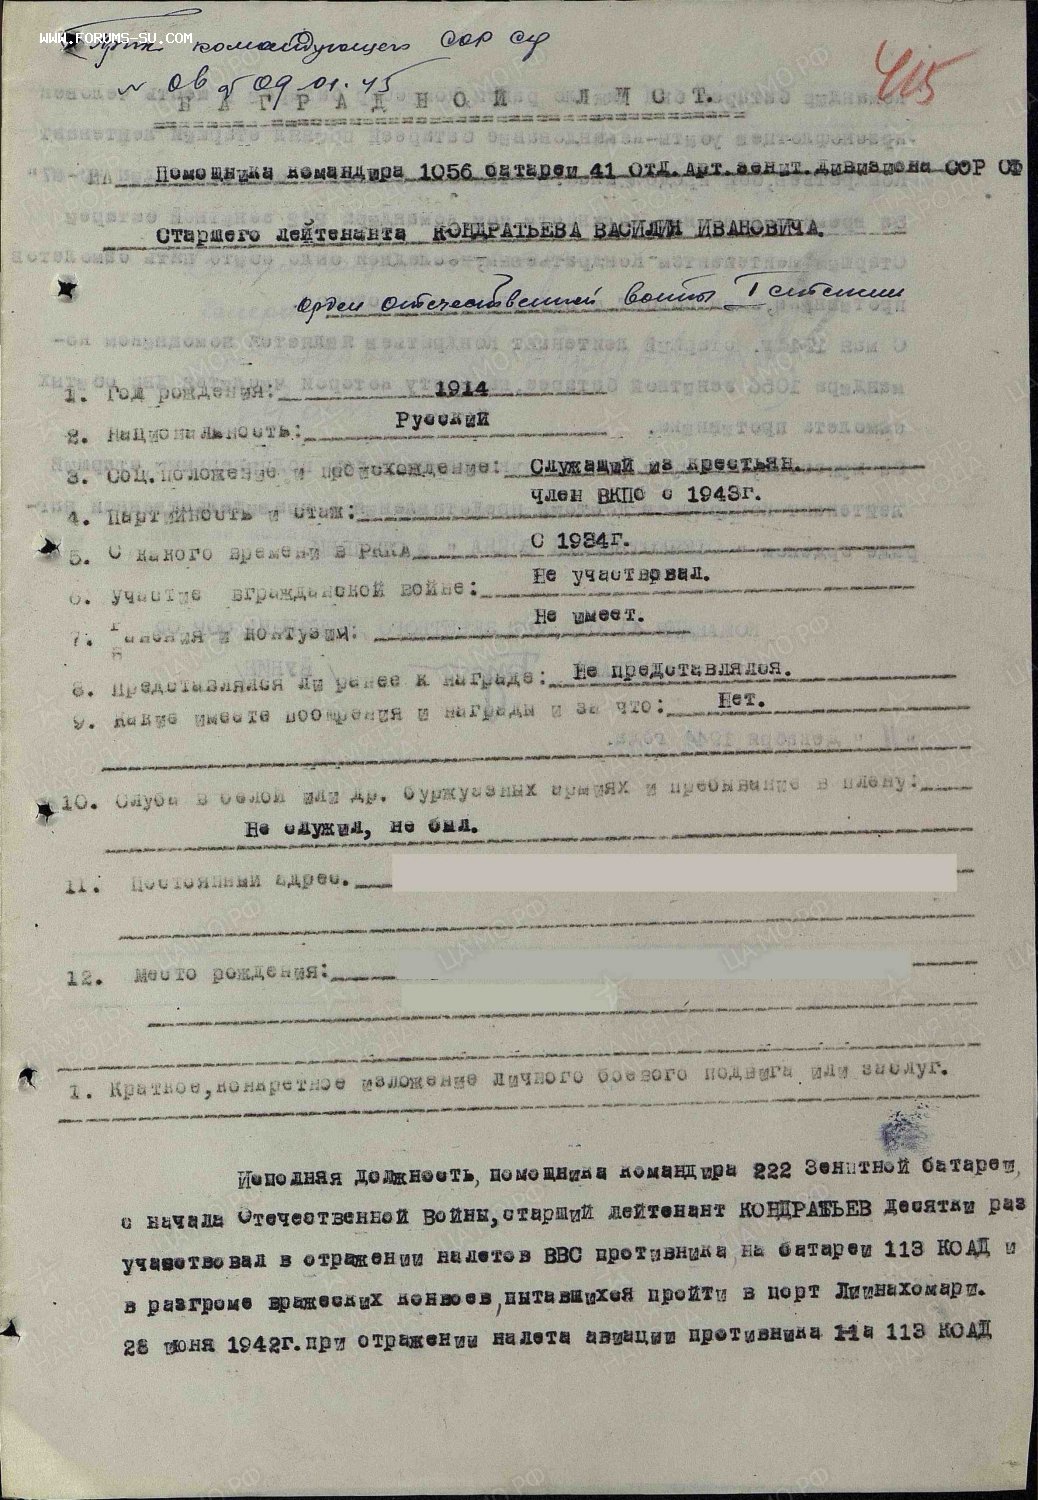 WWW.FORUMS-SU.COM
командующего СОР СФ
№ 08 от 09.01.45
415
НАГРАДНОЙ ЛИСТ.
НА Помощника командира 1056 батареи 41 Отд.Арт.зенит.дивизиона СОР СФ
Старшего лейтенанта КОНДРАТЬЕВА ВАСИЛИЯ ИВАНОВИЧА.
орден отечественной войны I степени
1. Год рождения: 1914
2. Национальность: Русский
3. Соц.положение и происхождение: Служащий из крестьян.
член ВКПб с 1943г.
4. Партийность и стаж:
5. С какого времени в РККА С 1934г.
6. Участие вгражданской войне: Не участвовал.
7. Ранения и контузии: Не имеет.
8. Представлялся ли ранее к награде: Не представлялся.
9. Какие имеете поощрения и награды и за что: Нет.
10. Служба в белой или др. буржуазных армиях и пребывание в плену:
Не служил, не был.
11. Постоянный адрес.
12. Место рождения:
1. Краткое,конкретное изложение личного боевого подвига или заслуг.
Исполняя должность, помощника командира 222 Зенитной батареи,
с начала Отечественной Войны,старший лейтенант КОНДРАТЬЕВ десятки раз
участвовал в отражении налетов ВВС противника на батареи 113 КОАД и
в разгроме вражеских конвоев,пытавшихся пройти в порт Лиинахомари.
28 июня 1942г.при отражении налета авиации противника на 113 КОАД